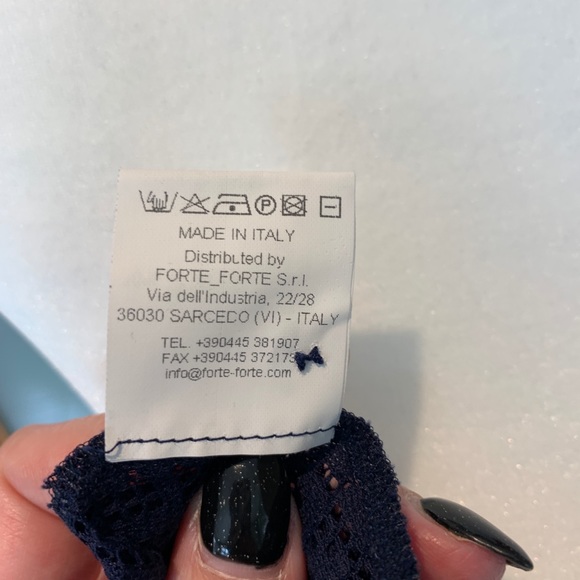 P
MADE IN ITALY
Distributed by
FORTE_FORTE S.r.l.
Via dell'Industria, 22/28
36030 SARCEDO (VI) - ITALY
TEL. +390445 381907
FAX +390445 372173
info@forte-forte.com